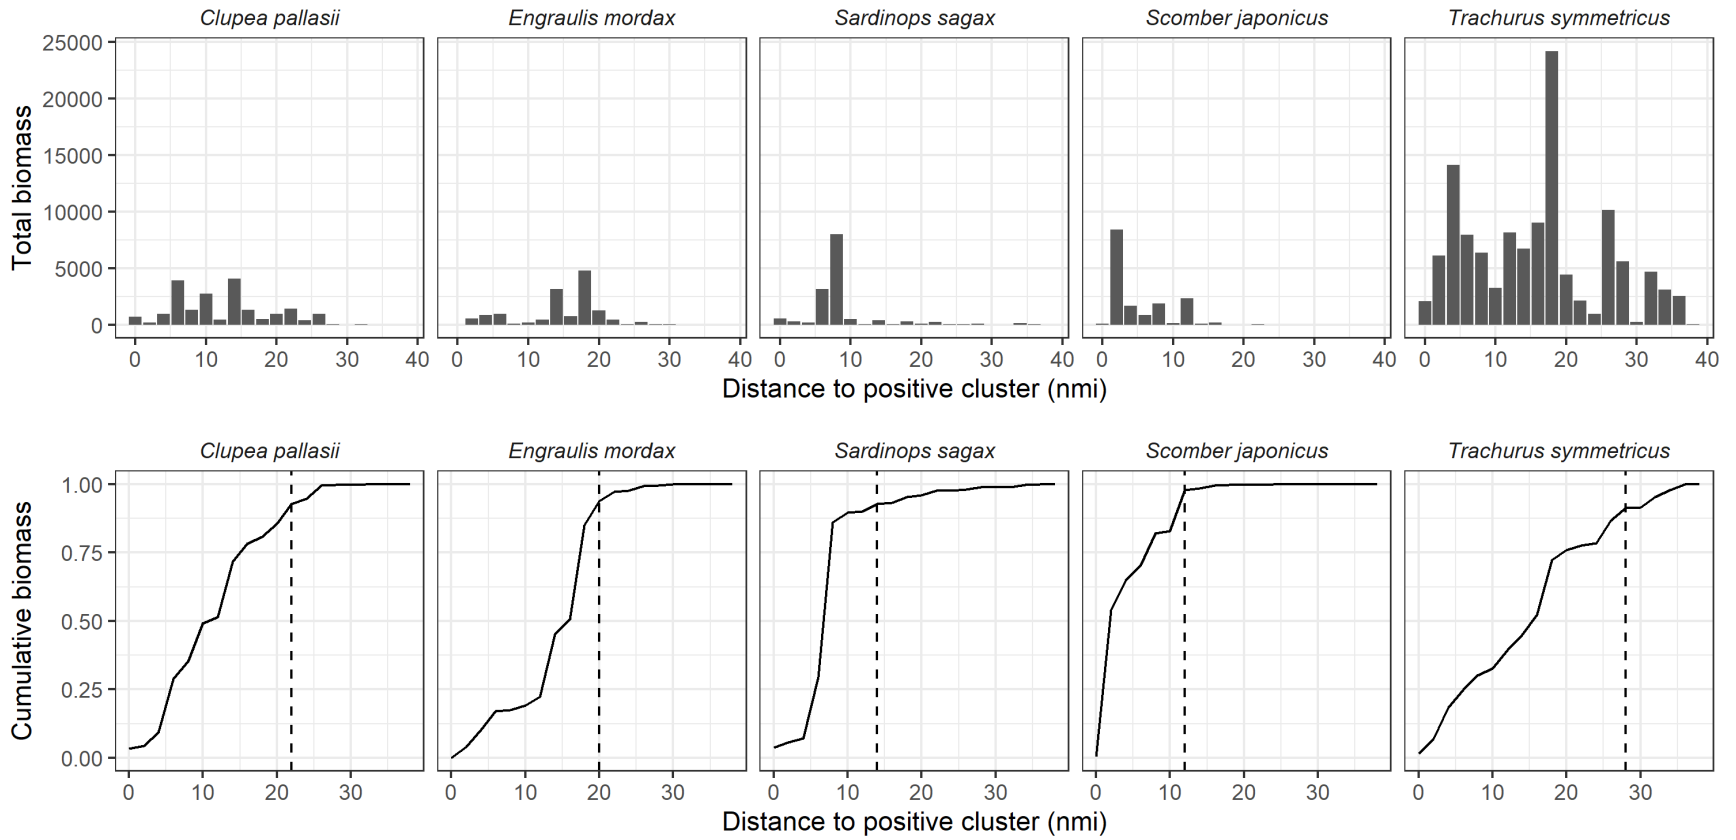 Clupea pallasii Engraulis mordax Sardinops sagax Scomber japonicus Trachurus symmetricus
Total biomass
25000
20000
15000
10000
5000
0
0 10 20 30 40 0 10 20 30 40 0 10 20 30 40 0 10 20 30 40 0 10 20 30 40
Distance to positive cluster (nmi)
Clupea pallasii Engraulis mordax Sardinops sagax Scomber japonicus Trachurus symmetricus
Cumulative biomass
1.00
0.75
0.50
0.25
0.00
0 10 20 30 0 10 20 30 0 10 20 30 0 10 20 30 0 10 20 30
Distance to positive cluster (nmi)